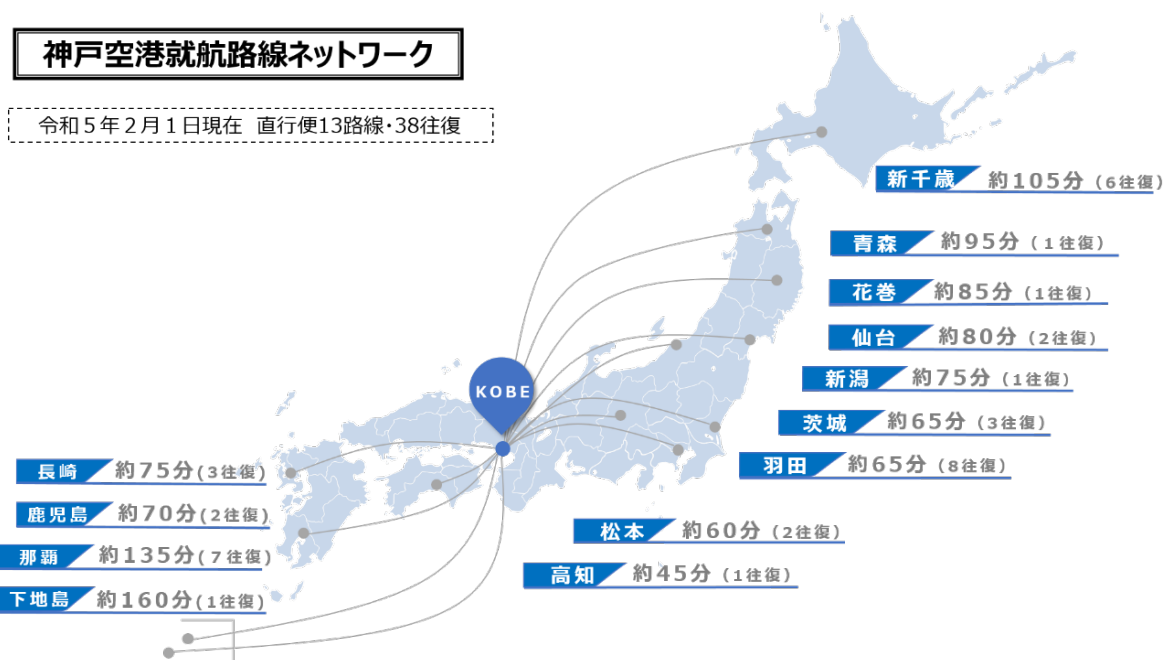 神戸空港就航路線ネットワーク
令和5年2月1日現在 直行便13路線・38往復
新千歳 約105分(6往復)
青森 約95分(1往復)
花巻 約85分(1往復)
仙台 約80分(2往復)
新潟 約75分(1往復)
茨城 約65分(3往復)
羽田 約65分(8往復)
松本 約60分(2往復)
高知 約45分(1往復)
KOBE
長崎 約75分(3往復)
鹿児島 約70分(2往復)
那覇 約135分(7往復)
下地島 約160分(1往復)